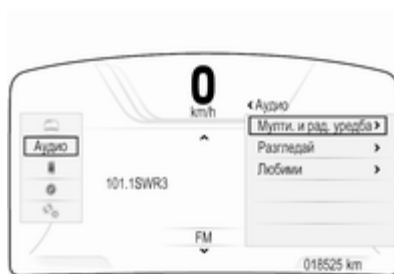 0
km/h
Аудио
Аудио
Мулти. и рад. уредба
Разгледай
Любими
101.1SWR3
FM
018525 km